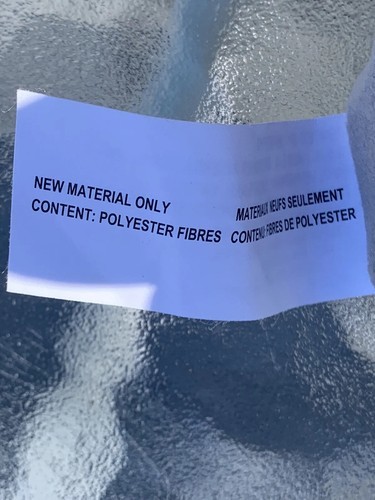 NEW MATERIAL ONLY
CONTENT: POLYESTER FIBRES
MATERIAUX NEUFS SEULEMENT
CONTENU: FIBRES DE POLYESTER